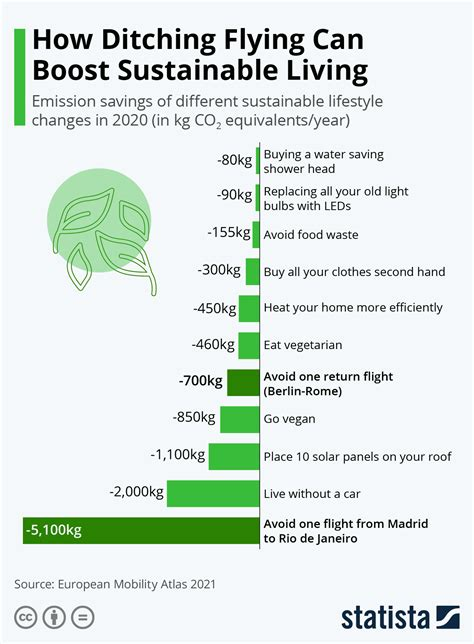 How Ditching Flying Can
Boost Sustainable Living
Emission savings of different sustainable lifestyle
changes in 2020 (in kg CO₂ equivalents/year)
-80kg Buying a water saving
shower head
-90kg Replacing all your old light
bulbs with LEDs
-155kg Avoid food waste
-300kg Buy all your clothes second hand
-450kg Heat your home more efficiently
-460kg Eat vegetarian
-700kg Avoid one return flight
(Berlin-Rome)
-850kg Go vegan
-1,100kg Place 10 solar panels on your roof
-2,000kg Live without a car
-5,100kg Avoid one flight from Madrid
to Rio de Janeiro
Source: European Mobility Atlas 2021
cc
statista